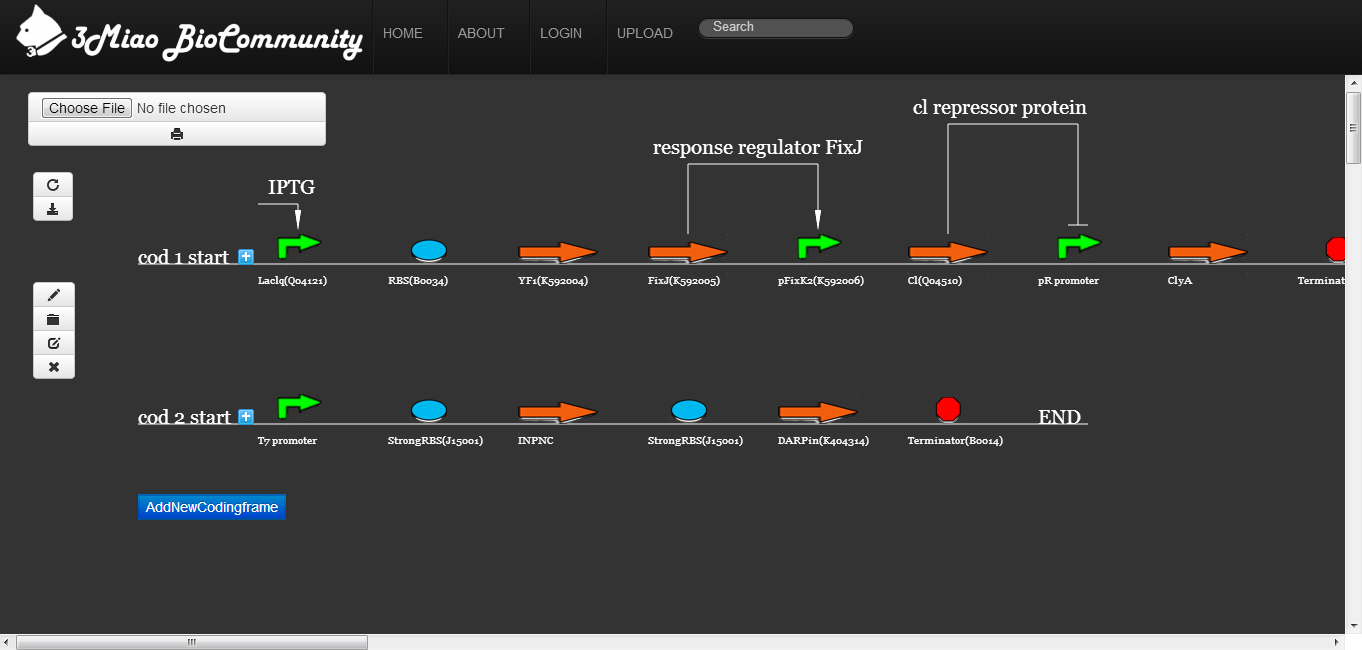 3Miao BioCommunity
HOME ABOUT LOGIN UPLOAD Search
Choose File No file chosen
cl repressor protein
response regulator FixJ
IPTG
cod 1 start
Laclq(Q04121) RBS(B0034) YF1(K592004) FixJ(K592005) pFixK2(K592006) Cl(Q04510) pR promoter ClyA Terminat
cod 2 start END
T7 promoter StrongRBS(J15001) INPNC StrongRBS(J15001) DARPin(K404314) Terminator(B0014)
AddNewCodingframe